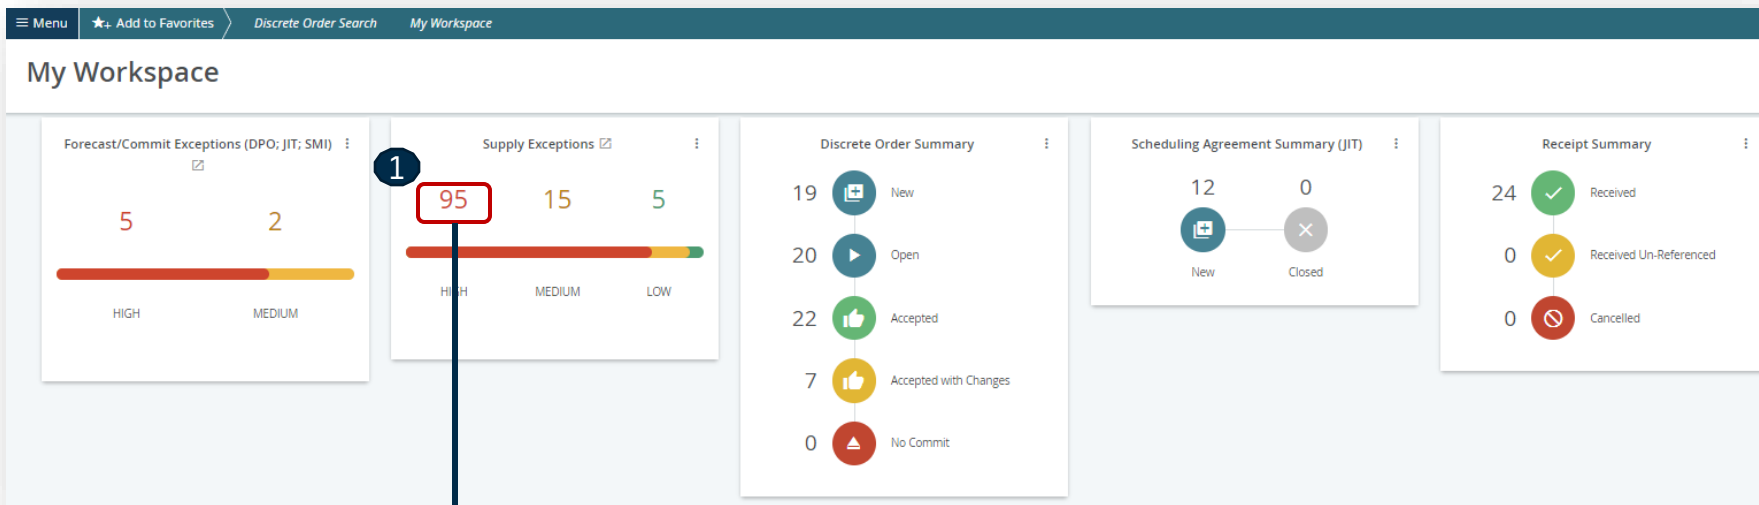 Menu
Add to Favorites
Discrete Order Search
My Workspace
My Workspace
Forecast/Commit Exceptions (DPO; JIT; SMI)
5
2
HIGH
MEDIUM
1
Supply Exceptions
95
15
5
HIGH
MEDIUM
LOW
Discrete Order Summary
19 New
20 Open
22 Accepted
7 Accepted with Changes
0 No Commit
Scheduling Agreement Summary (JIT)
12
0
New
Closed
Receipt Summary
24 Received
0 Received Un-Referenced
0 Cancelled